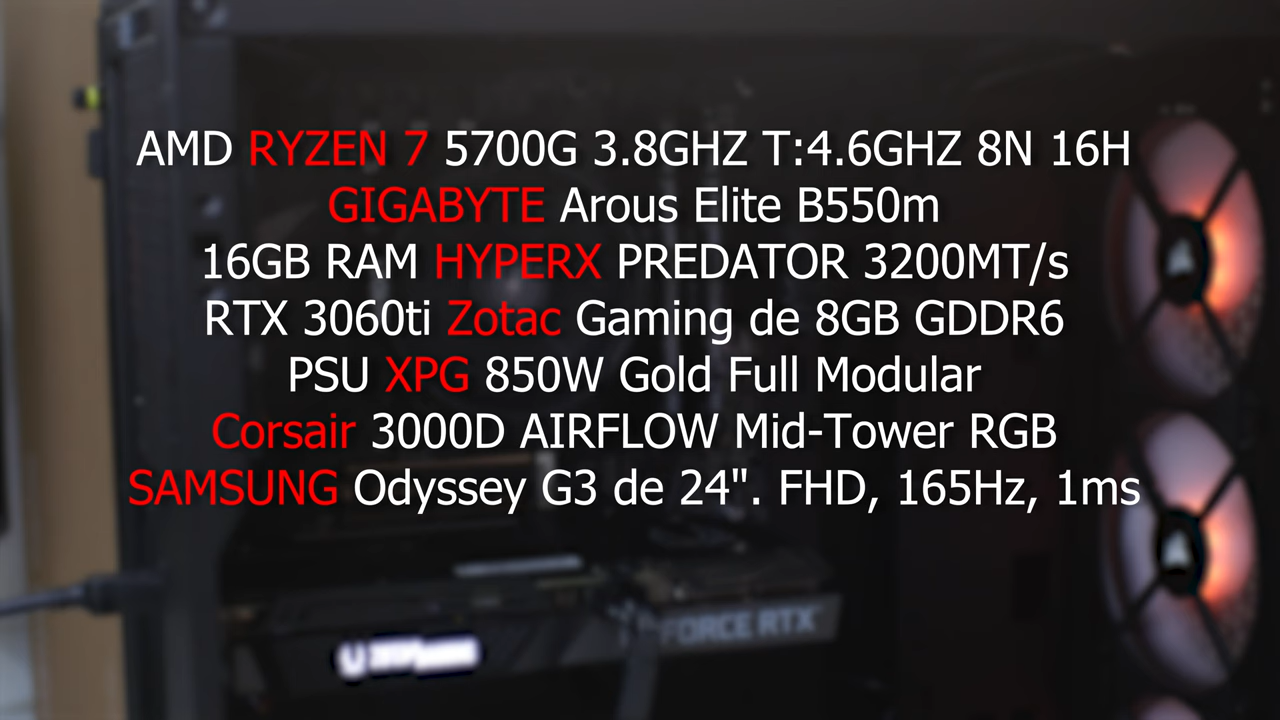 AMD RYZEN 7 5700G 3.8GHZ T:4.6GHZ 8N 16H
GIGABYTE Arous Elite B550m
16GB RAM HYPERX PREDATOR 3200MT/s
RTX 3060ti Zotac Gaming de 8GB GDDR6
PSU XPG 850W Gold Full Modular
Corsair 3000D AIRFLOW Mid-Tower RGB
SAMSUNG Odyssey G3 de 24". FHD, 165Hz, 1ms
FORCE RTX